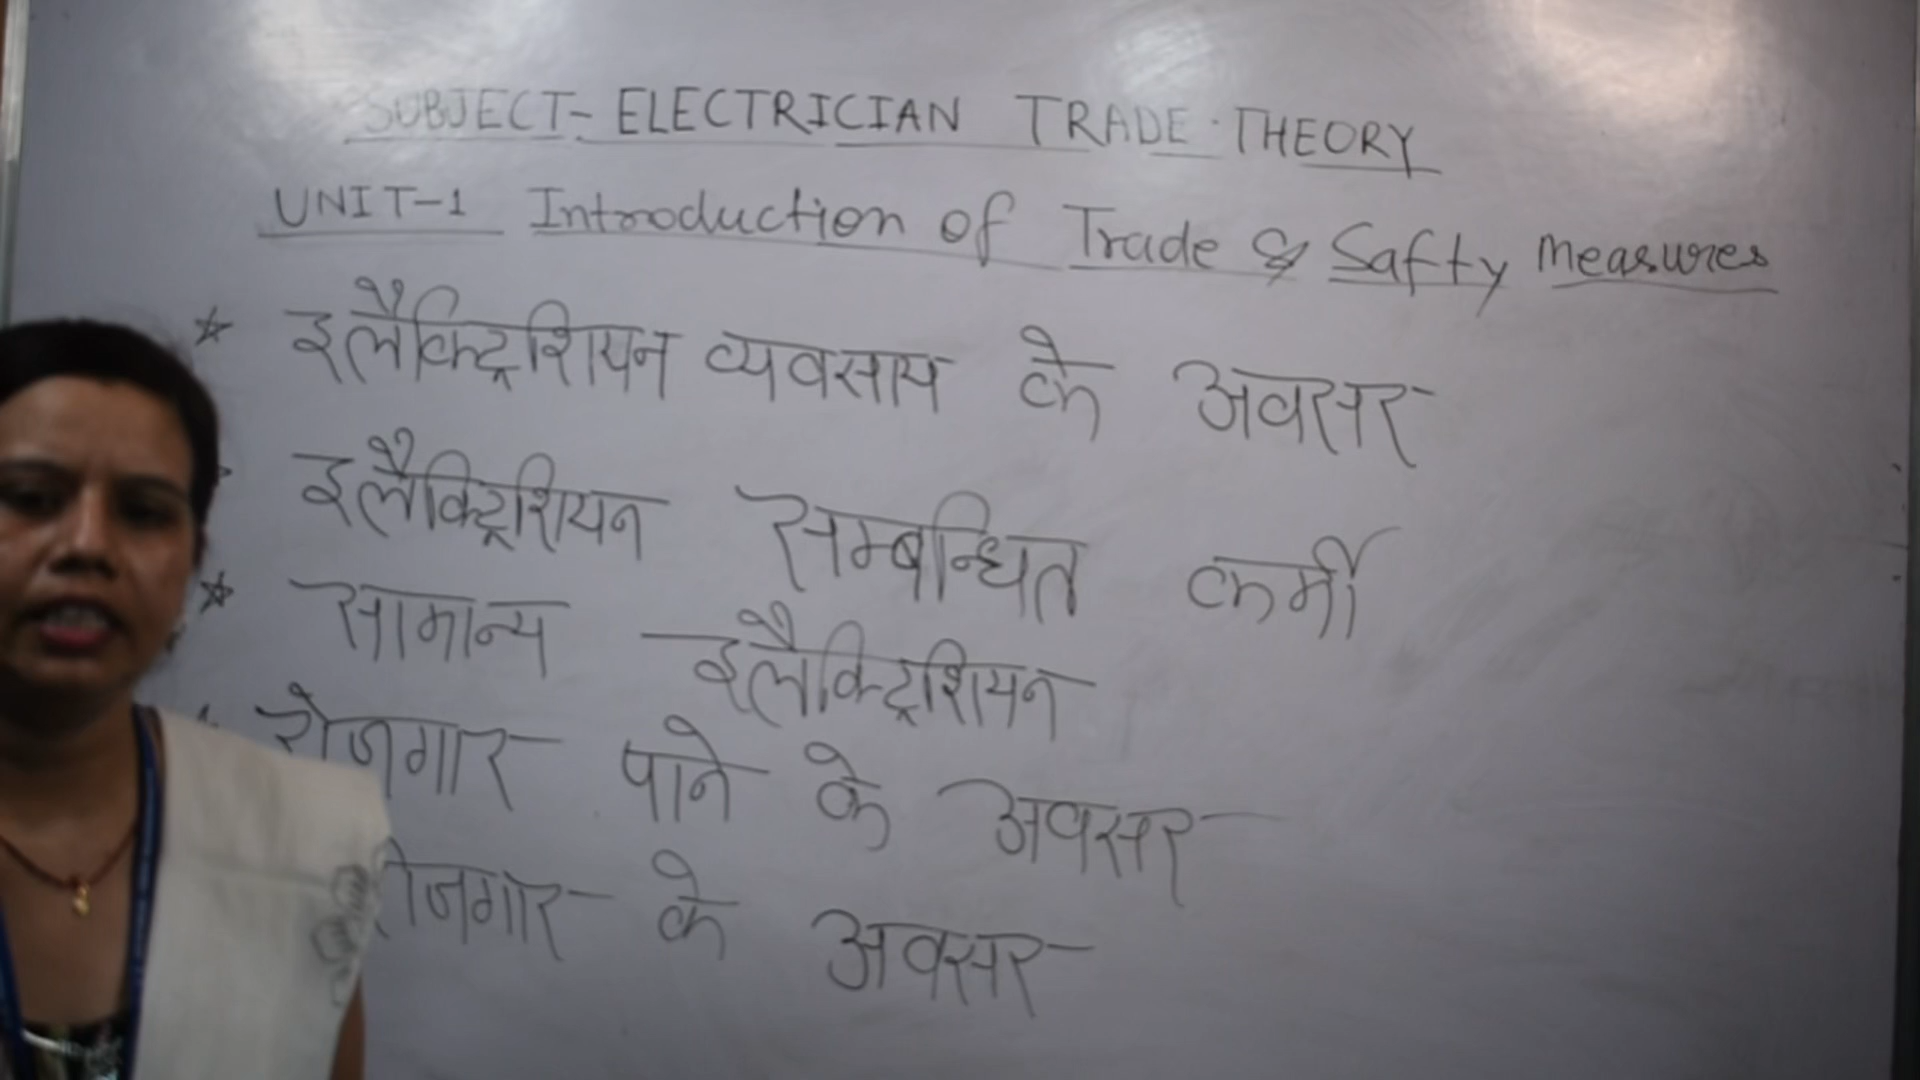 SUBJECT- ELECTRICIAN TRADE THEORY
UNIT-1 Introduction of Trade & Safty Measures
☆ इलैक्ट्रिशियन व्यवसाय के अवसर
इलैक्ट्रिशियन सम्बन्धित कर्मी
☆ सामान्य इलैक्ट्रिशियन
रोजगार पाने के अवसर
के अवसर